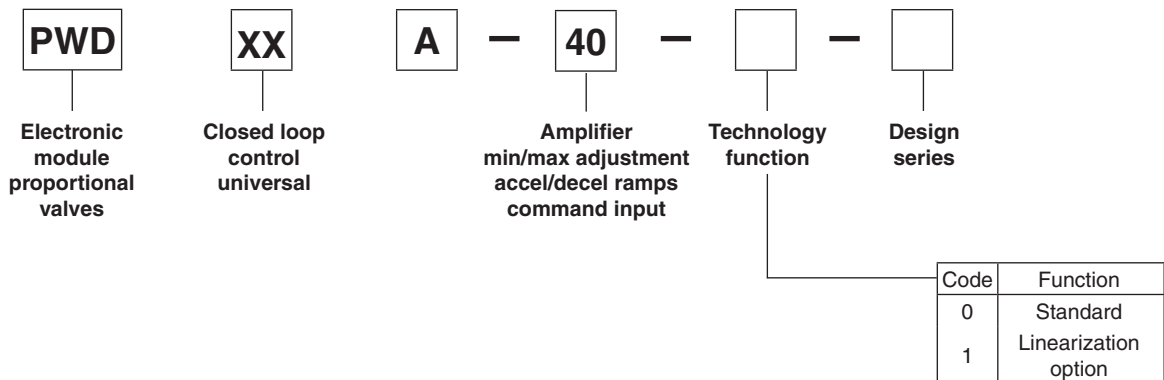 PWD XX A – 40 – –
Electronic
module
proportional
valves
Closed loop
control
universal
Amplifier
min/max adjustment
accel/decel ramps
command input
Technology
function
Design
series
Code Function
0 Standard
1 Linearization
option